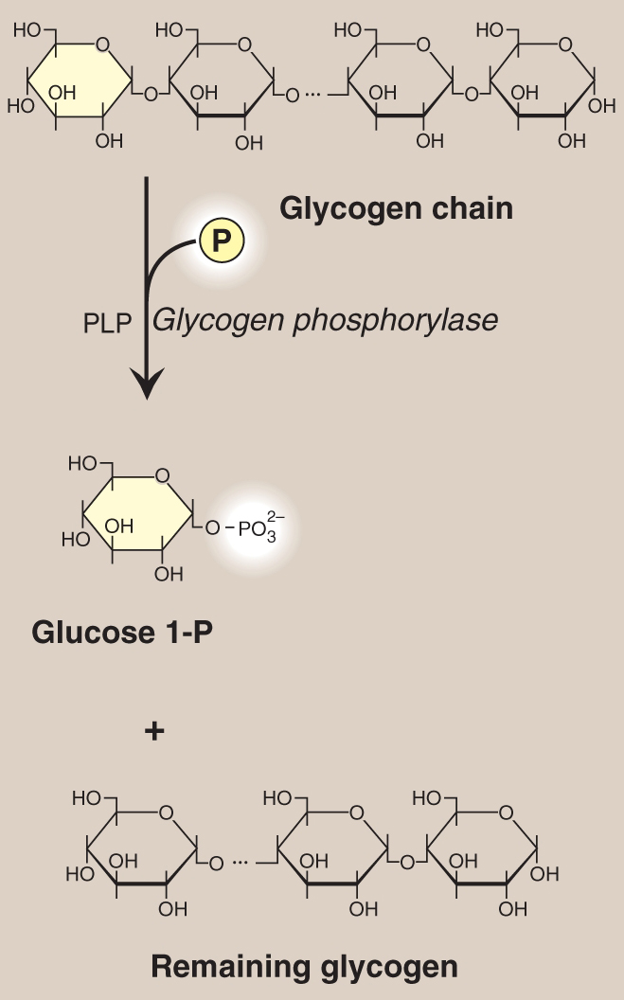 HO O HO O HO O HO O
OH O OH O ··· OH O OH
HO OH
OH OH OH OH
Glycogen chain
P
PLP Glycogen phosphorylase
HO O
OH O – PO₃²⁻
HO
OH
Glucose 1-P
+
HO O HO O HO O
OH O ··· OH O OH
HO OH
OH OH OH
Remaining glycogen